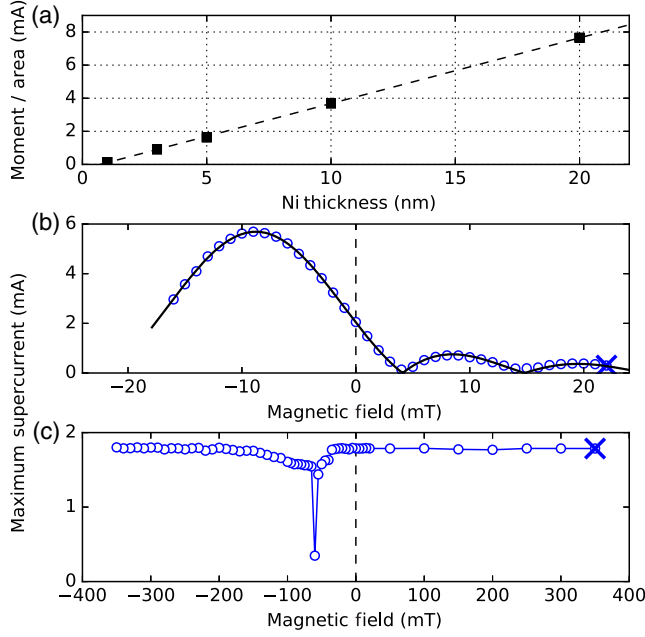 (a)
Moment / area (mA)
8
6
4
2
0
0 5 10 15 20
Ni thickness (nm)
(b)
Maximum supercurrent (mA)
6
4
2
0
−20 −10 0 10 20
Magnetic field (mT)
(c)
2
1
0
−400 −300 −200 −100 0 100 200 300 400
Magnetic field (mT)